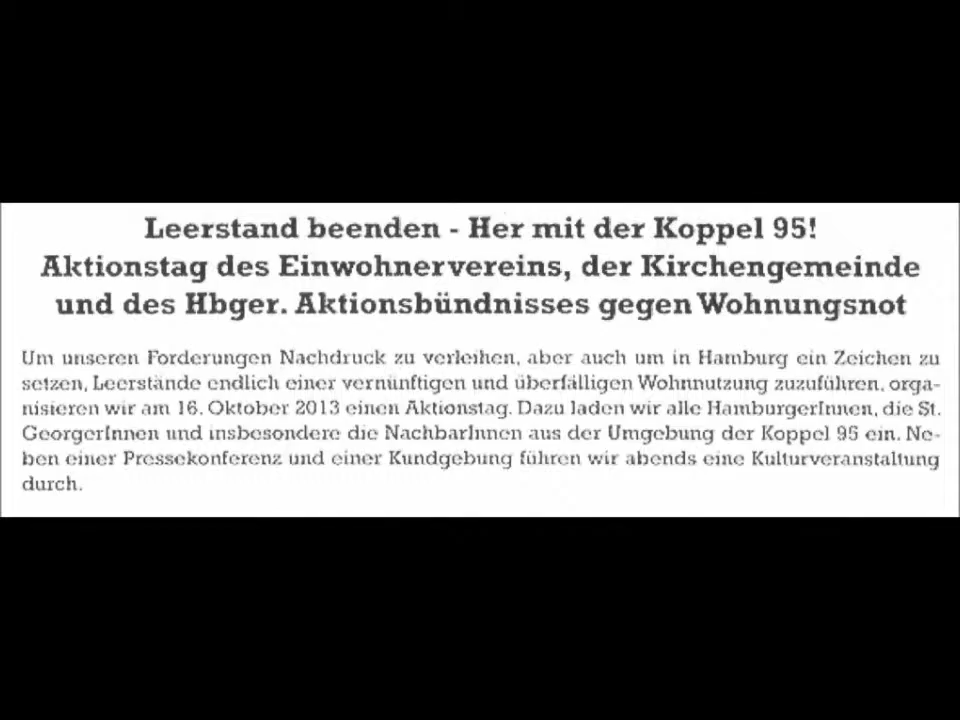 Leerstand beenden - Her mit der Koppel 95!
Aktionstag des Einwohnervereins, der Kirchengemeinde
und des Hbger. Aktionsbündnisses gegen Wohnungsnot
Um unseren Forderungen Nachdruck zu verleihen, aber auch um in Hamburg ein Zeichen zu
setzen, Leerstände endlich einer vernünftigen und überfälligen Wohnnutzung zuzuführen, orga-
nisieren wir am 16. Oktober 2013 einen Aktionstag. Dazu laden wir alle HamburgerInnen, die St.
GeorgerInnen und insbesondere die NachbarInnen aus der Umgebung der Koppel 95 ein. Ne-
ben einer Pressekonferenz und einer Kundgebung führen wir abends eine Kulturveranstaltung
durch.